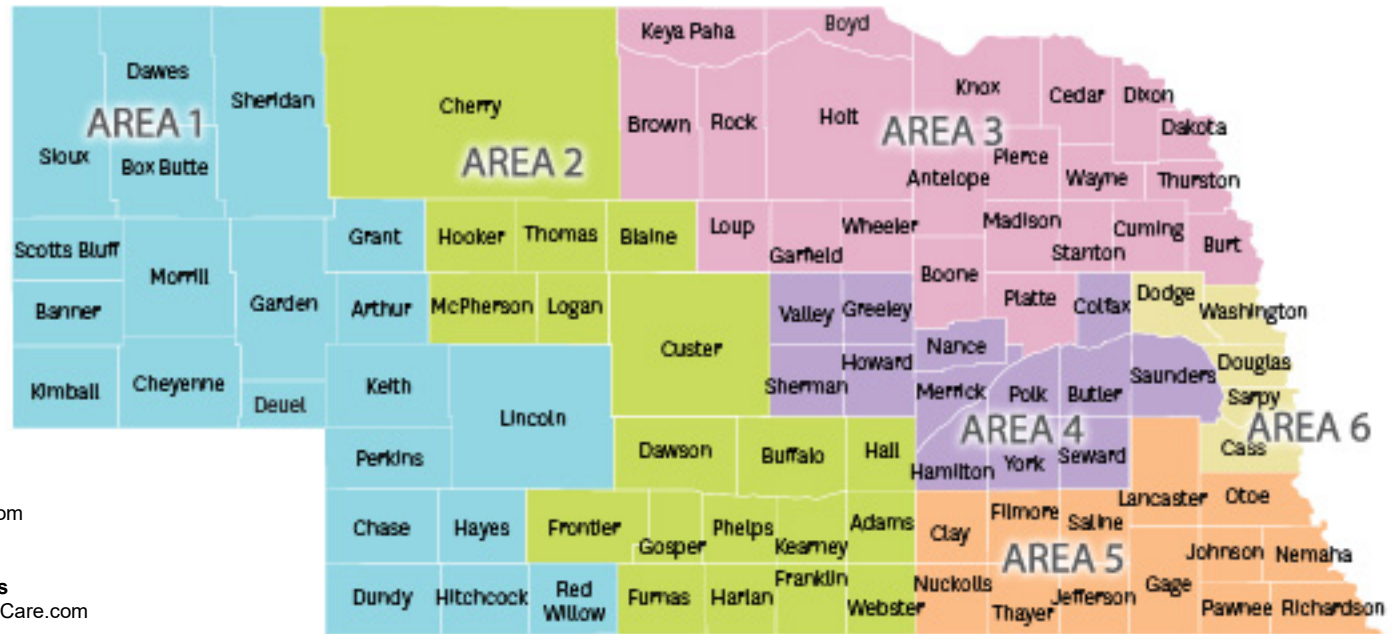 Keya Paha
Boyd
Dawes
Sheridan
Cherry
Knox
Cedar
Dixon
AREA 1
Brown
Rock
Holt
AREA 3
Dakota
Sioux
Box Butte
AREA 2
Pierce
Antelope
Wayne
Thurston
Grant
Hooker
Thomas
Blaine
Loup
Wheeler
Madison
Cuming
Scotts Bluff
Garfield
Stanton
Burt
Morrill
Boone
Banner
Garden
Arthur
McPherson
Logan
Valley
Greeley
Platte
Colfax
Dodge
Washington
Custer
Nance
Kimball
Cheyenne
Keith
Sherman
Howard
Merrick
Polk
Butler
Saunders
Douglas
Deuel
Lincoln
Sarpy
AREA 4
AREA 6
Perkins
Dawson
Buffalo
Hall
Hamilton
York
Seward
Cass
om
Chase
Hayes
Frontier
Gosper
Phelps
Kearney
Adams
Clay
Filmore
Saline
Lancaster
Otoe
AREA 5
Johnson
Nemaha
s
Care.com
Dundy
Hitchcock
Red
Willow
Furnas
Harlan
Franklin
Webster
Nuckolls
Thayer
Jefferson
Gage
Pawnee
Richardson